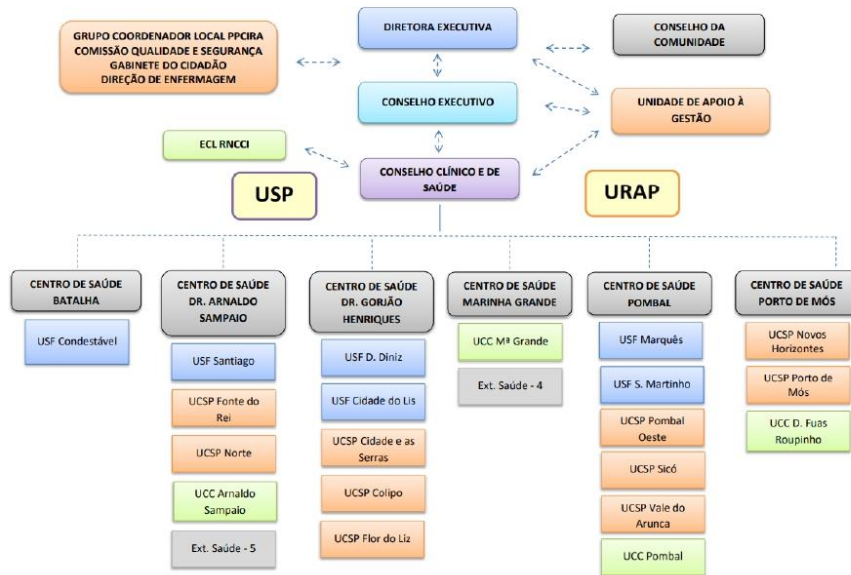 GRUPO COORDENADOR LOCAL PPCIRA
COMISSÃO QUALIDADE E SEGURANÇA
GABINETE DO CIDADÃO
DIREÇÃO DE ENFERMAGEM
DIRETORA EXECUTIVA
CONSELHO DA
COMUNIDADE
CONSELHO EXECUTIVO
UNIDADE DE APOIO À
GESTÃO
ECL RNCCI
CONSELHO CLÍNICO E DE
SAÚDE
USP
URAP
CENTRO DE SAÚDE
BATALHA
USF Condestável
CENTRO DE SAÚDE
DR. ARNALDO
SAMPAIO
USF Santiago
UCSP Fonte do
Rei
UCSP Norte
UCC Arnaldo
Sampaio
Ext. Saúde - 5
CENTRO DE SAÚDE
DR. GORJÃO
HENRIQUES
USF D. Diniz
USF Cidade do Lis
UCSP Cidade e as
Serras
UCSP Colipo
UCSP Flor do Liz
CENTRO DE SAÚDE
MARINHA GRANDE
UCC Mª Grande
Ext. Saúde - 4
CENTRO DE SAÚDE
POMBAL
USF Marquês
USF S. Martinho
UCSP Pombal
Oeste
UCSP Sicó
UCSP Vale do
Arunca
UCC Pombal
CENTRO DE SAÚDE
PORTO DE MÓS
UCSP Novos
Horizontes
UCSP Porto de
Mós
UCC D. Fuas
Roupinho